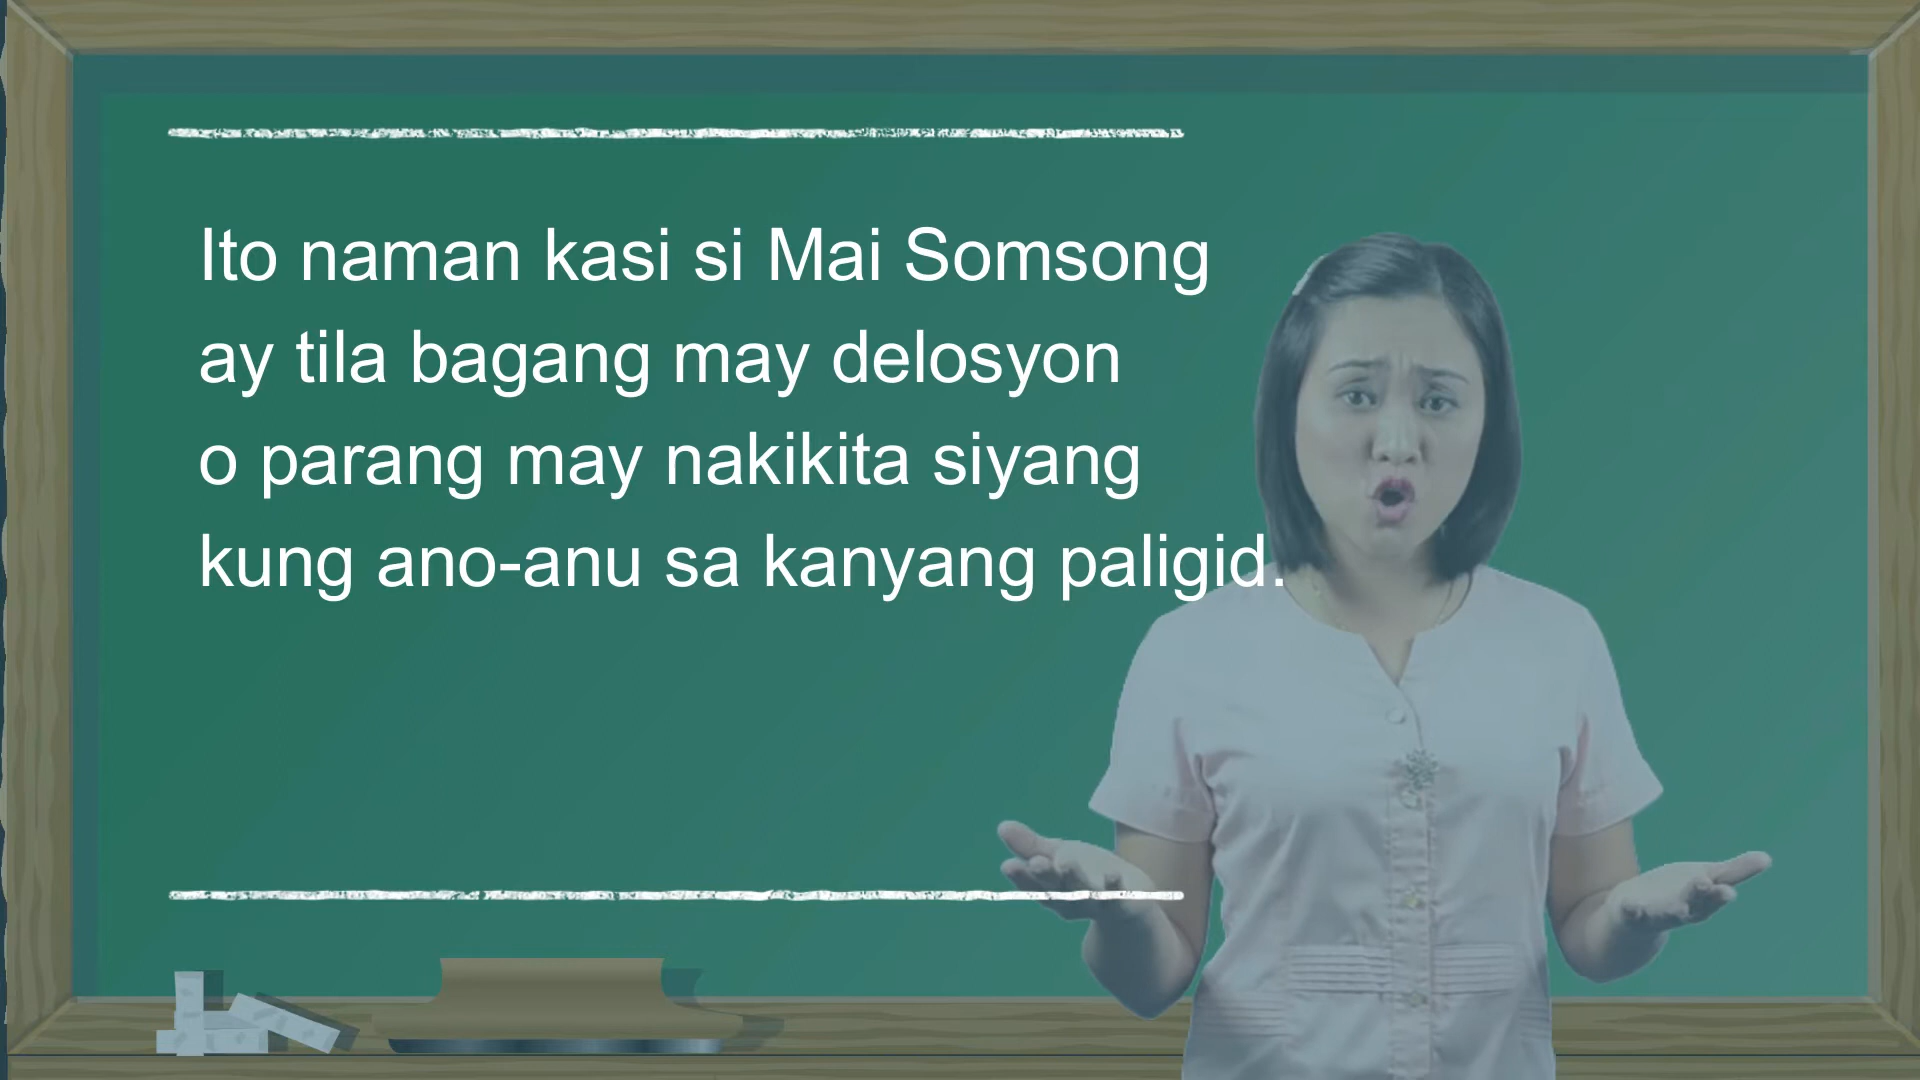 Ito naman kasi si Mai Somsong
ay tila bagang may delosyon
o parang may nakikita siyang
kung ano-anu sa kanyang paligid.